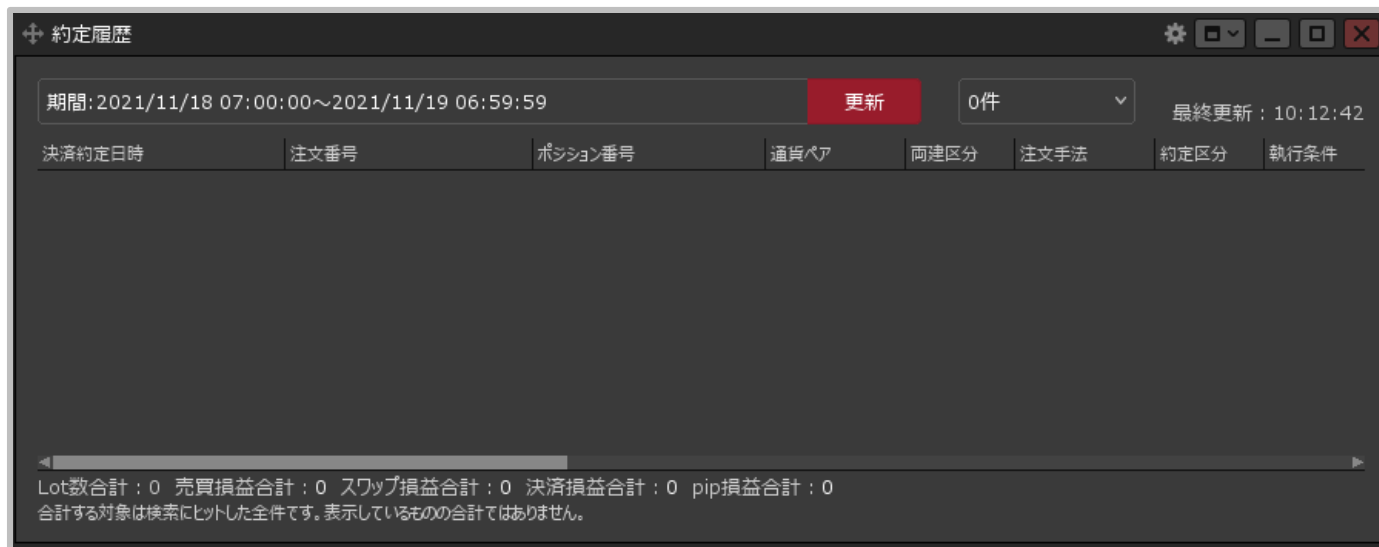 約定履歴
期間:2021/11/18 07:00:00～2021/11/19 06:59:59 更新 0件 最終更新：10:12:42
決済約定日時 注文番号 ポジション番号 通貨ペア 両建区分 注文手法 約定区分 執行条件
Lot数合計：0 売買損益合計：0 スワップ損益合計：0 決済損益合計：0 pip損益合計：0
合計する対象は検索にヒットした全件です。表示しているものの合計ではありません。